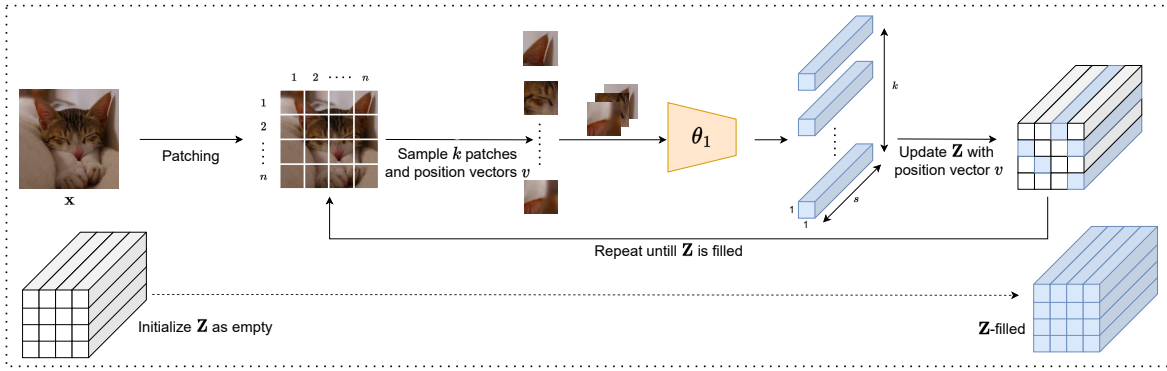 1 2 ···· n
1
2
⋮
n
x
Patching
Sample k patches
and position vectors v
θ₁
k
s
1
1
Update Z with
position vector v
Repeat untill Z is filled
Initialize Z as empty
Z-filled